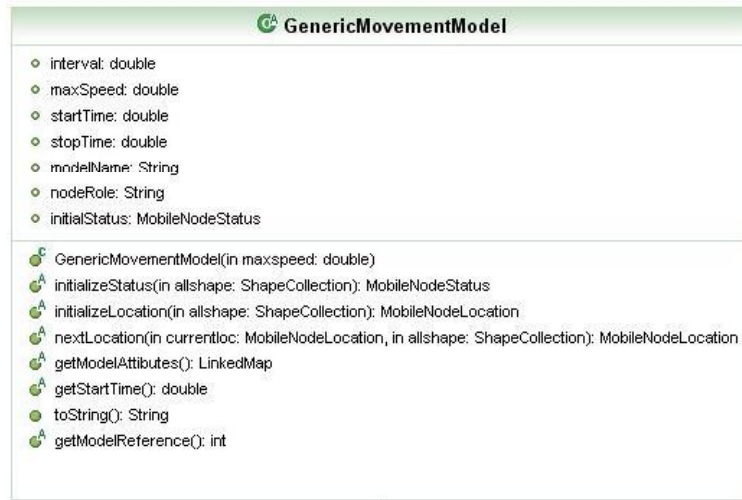 GenericMovementModel
interval: double
maxSpeed: double
startTime: double
stopTime: double
modelName: String
nodeRole: String
initialStatus: MobileNodeStatus
GenericMovementModel(in maxspeed: double)
initializeStatus(in allshape: ShapeCollection): MobileNodeStatus
initializeLocation(in allshape: ShapeCollection): MobileNodeLocation
nextLocation(in currentloc: MobileNodeLocation, in allshape: ShapeCollection): MobileNodeLocation
getModelAttibutes(): LinkedMap
getStartTime(): double
toString(): String
getModelReference(): int